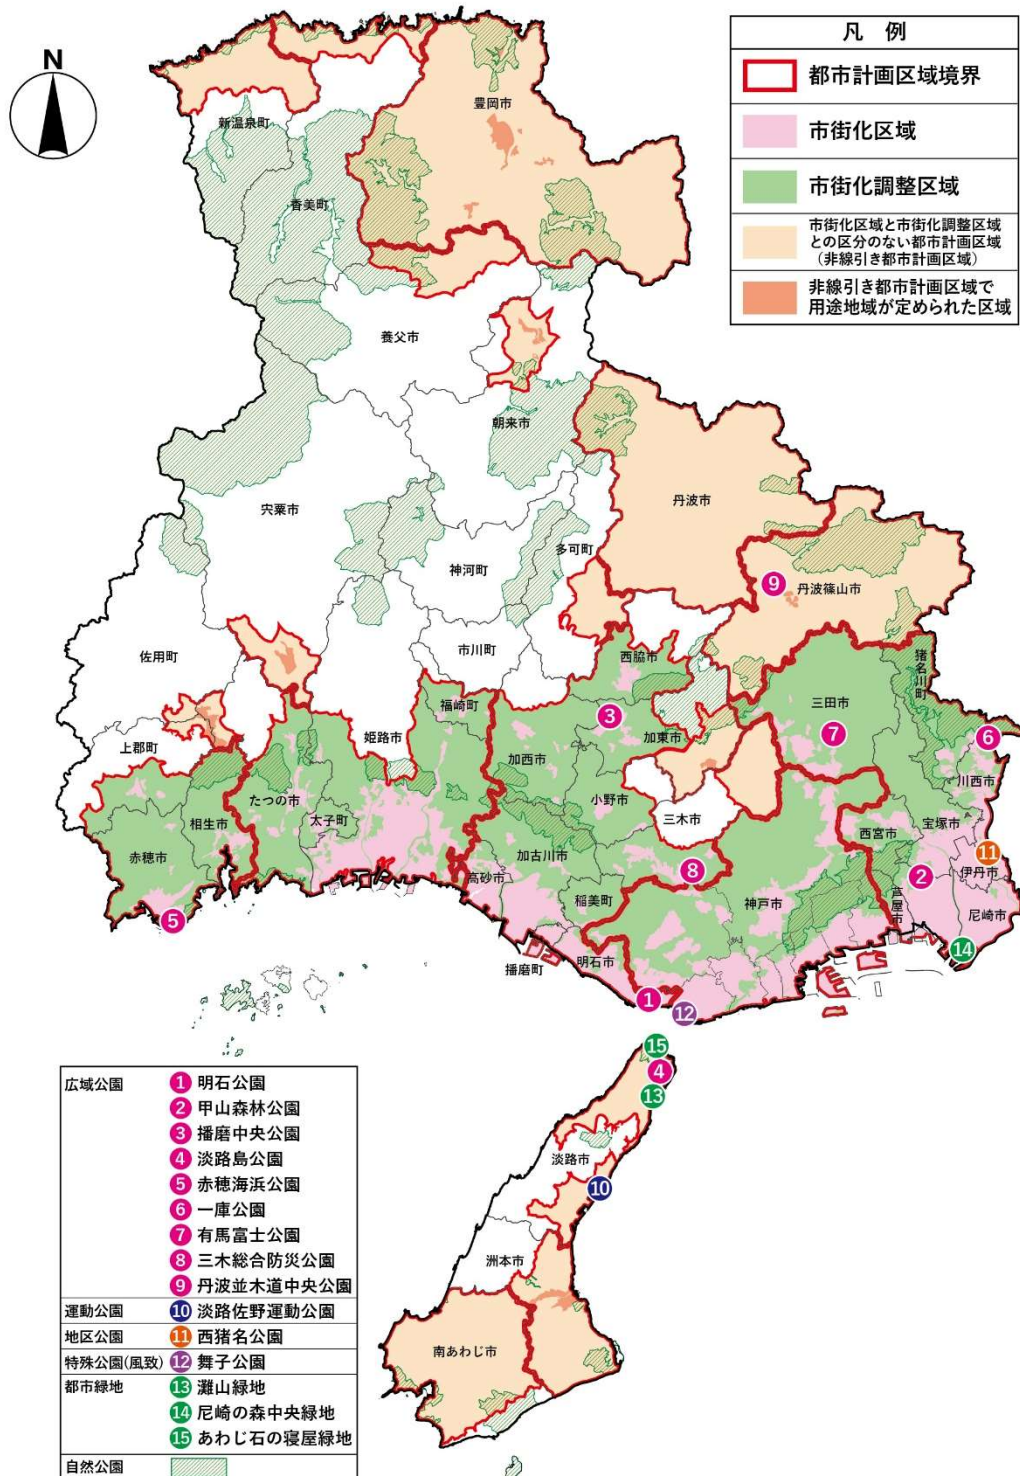 N
凡 例
都市計画区域境界
市街化区域
市街化調整区域
市街化区域と市街化調整区域
との区分のない都市計画区域
(非線引き都市計画区域)
非線引き都市計画区域で
用途地域が定められた区域
豊岡市
新温泉町
香美町
養父市
朝来市
宍粟市
丹波市
多可町
神河町
9
丹波篠山市
市川町
佐用町
西脇市
猪名川町
福崎町
三田市
3
7
6
姫路市
加東市
上郡町
加西市
川西市
たつの市
小野市
太子町
三木市
相生市
宝塚市
西宮市
赤穂市
加古川市
11
伊丹市
高砂市
8
2
稲美町
神戸市
芦屋市
尼崎市
5
14
明石市
播磨町
1
12
15
4
13
淡路市
10
洲本市
南あわじ市
広域公園
1 明石公園
2 甲山森林公園
3 播磨中央公園
4 淡路島公園
5 赤穂海浜公園
6 一庫公園
7 有馬富士公園
8 三木総合防災公園
9 丹波並木道中央公園
運動公園 10 淡路佐野運動公園
地区公園 11 西猪名公園
特殊公園(風致) 12 舞子公園
都市緑地 13 灘山緑地
14 尼崎の森中央緑地
15 あわじ石の寝屋緑地
自然公園